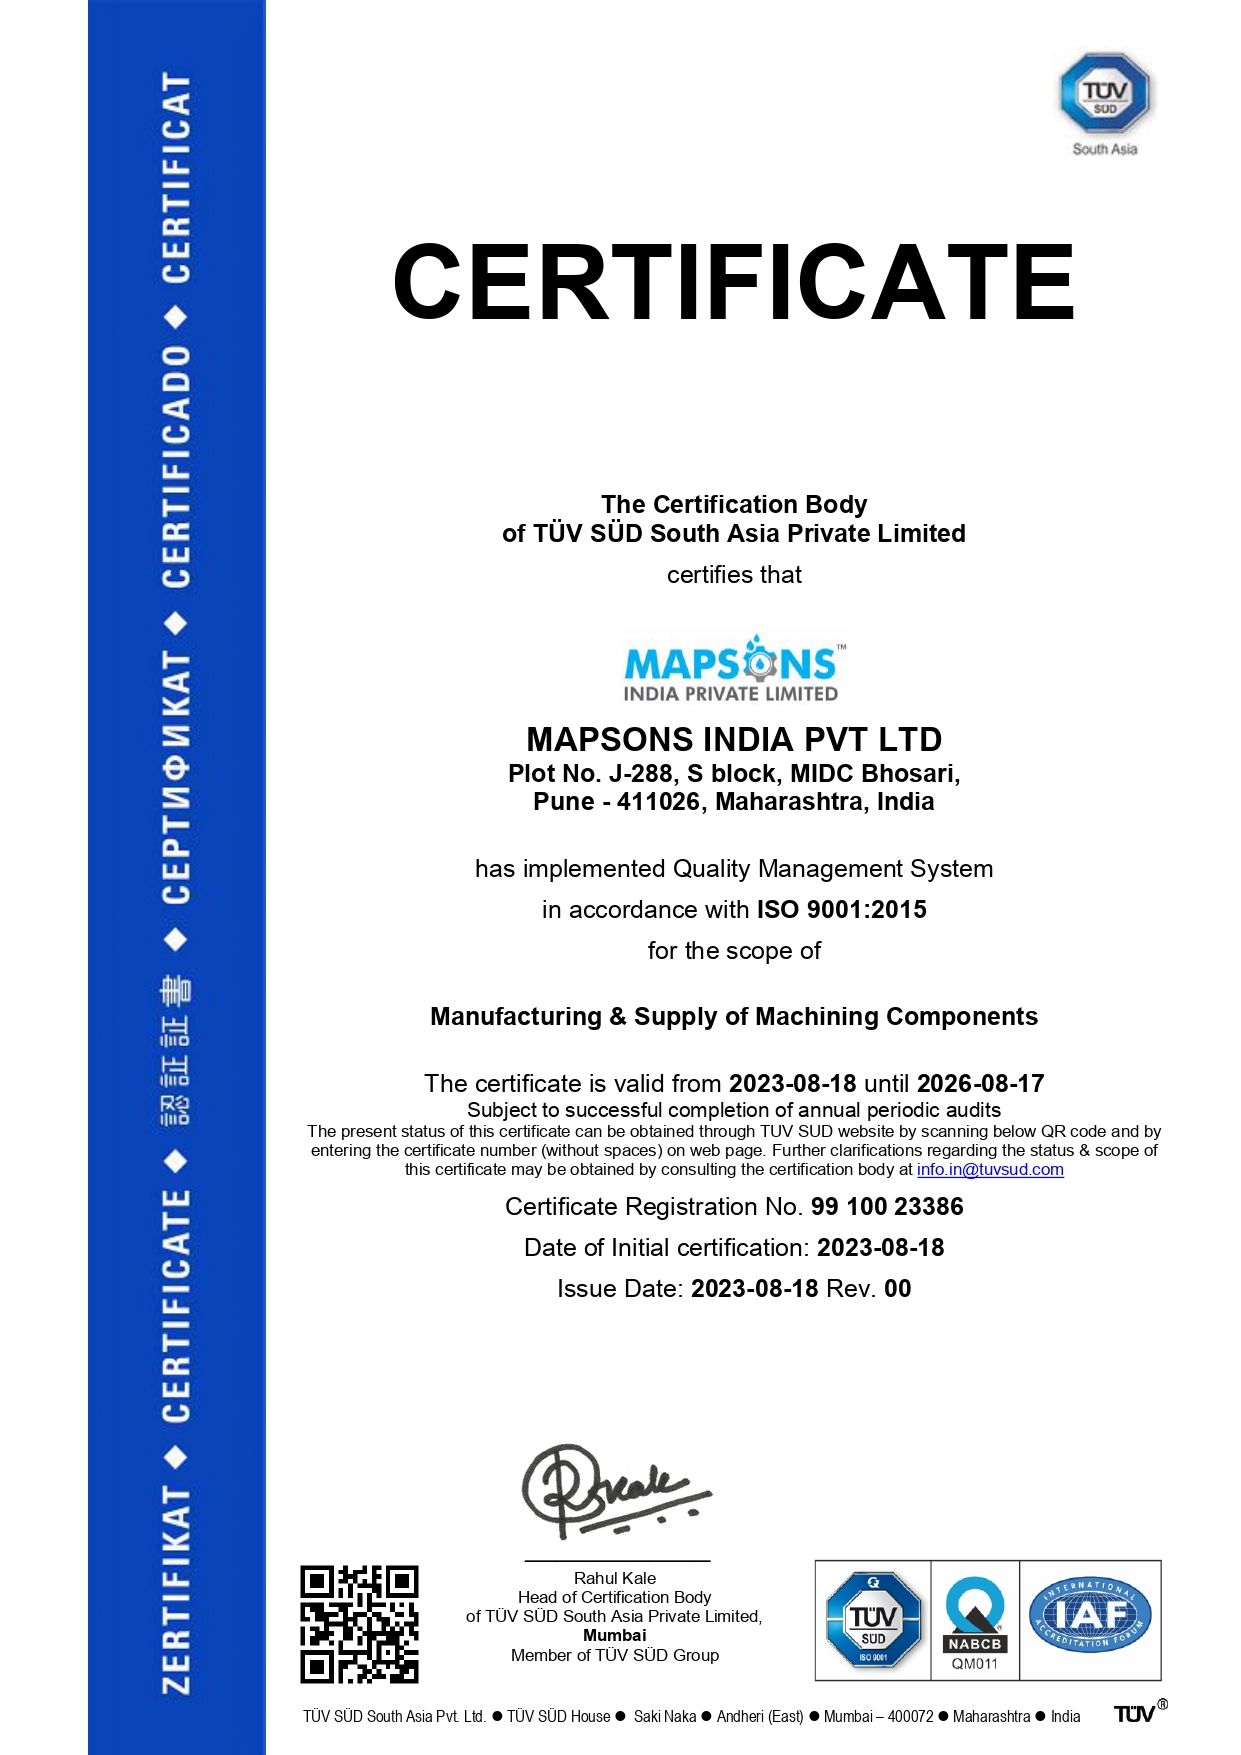 ZERTIFIKAT ◆ CERTIFICATE ◆ 認証証書 ◆ СЕРТИФИКАТ ◆ CERTIFICADO ◆ CERTIFICAT
TÜV
SÜD
South Asia
CERTIFICATE
The Certification Body
of TÜV SÜD South Asia Private Limited
certifies that
MAPSONS™
INDIA PRIVATE LIMITED
MAPSONS INDIA PVT LTD
Plot No. J-288, S block, MIDC Bhosari,
Pune - 411026, Maharashtra, India
has implemented Quality Management System
in accordance with ISO 9001:2015
for the scope of
Manufacturing & Supply of Machining Components
The certificate is valid from 2023-08-18 until 2026-08-17
Subject to successful completion of annual periodic audits
The present status of this certificate can be obtained through TUV SUD website by scanning below QR code and by
entering the certificate number (without spaces) on web page. Further clarifications regarding the status & scope of
this certificate may be obtained by consulting the certification body at info.in@tuvsud.com
Certificate Registration No. 99 100 23386
Date of Initial certification: 2023-08-18
Issue Date: 2023-08-18 Rev. 00
RKale
Rahul Kale
Head of Certification Body
of TÜV SÜD South Asia Private Limited,
Mumbai
Member of TÜV SÜD Group
TÜV
SÜD
ISO 9001
NABCB
QM011
INTERNATIONAL
IAF
ACCREDITATION FORUM
TÜV SÜD South Asia Pvt. Ltd. ● TÜV SÜD House ● Saki Naka ● Andheri (East) ● Mumbai – 400072 ● Maharashtra ● India
TÜV®